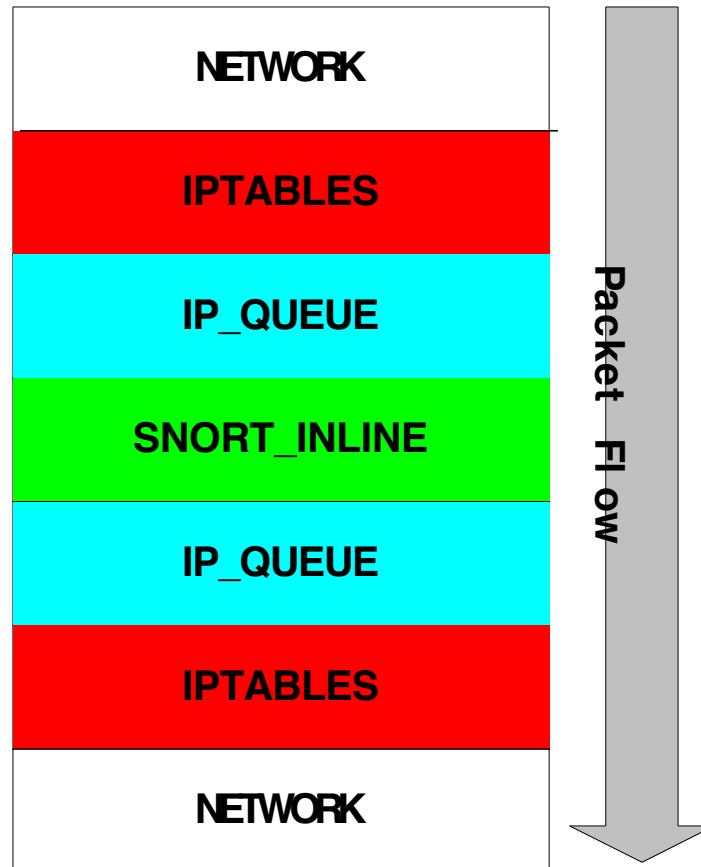 NETWORK
IPTABLES
IP_QUEUE
SNORT_INLINE
IP_QUEUE
IPTABLES
NETWORK
Packet Flow